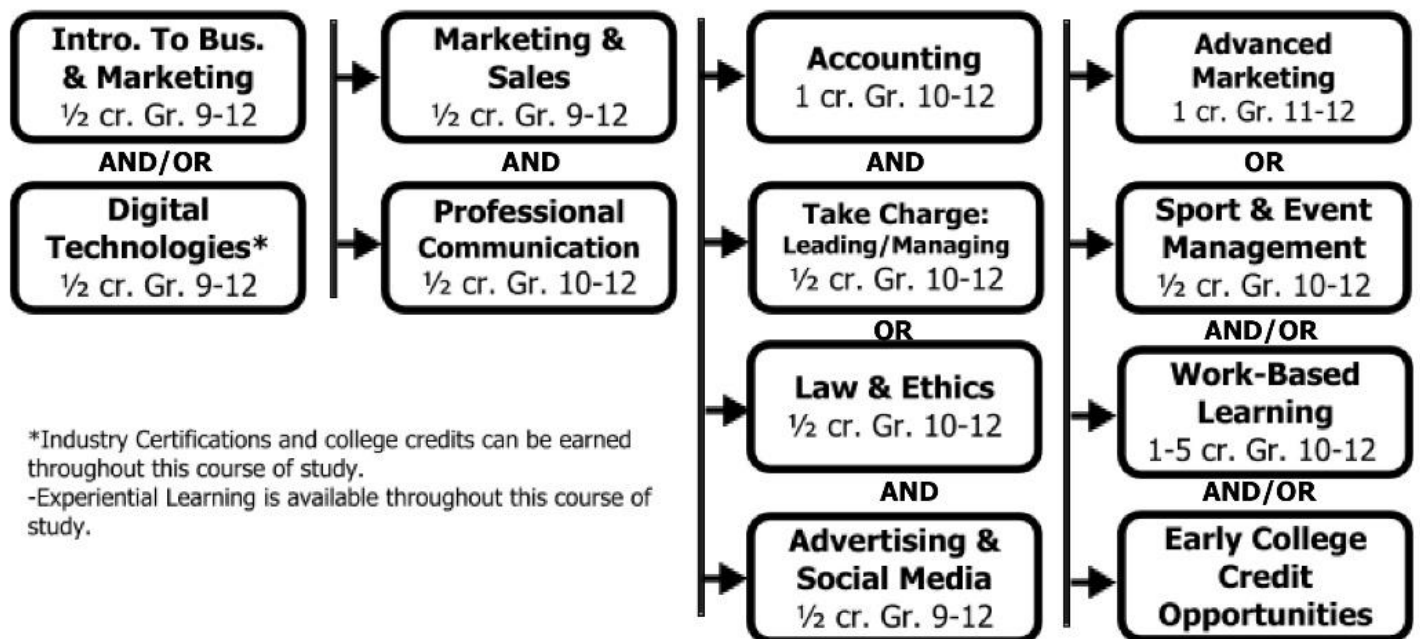 Intro. To Bus.
& Marketing
½ cr. Gr. 9-12
AND/OR
Digital
Technologies*
½ cr. Gr. 9-12
Marketing &
Sales
½ cr. Gr. 9-12
AND
Professional
Communication
½ cr. Gr. 10-12
Accounting
1 cr. Gr. 10-12
AND
Take Charge:
Leading/Managing
½ cr. Gr. 10-12
OR
Law & Ethics
½ cr. Gr. 10-12
AND
Advertising &
Social Media
½ cr. Gr. 9-12
Advanced
Marketing
1 cr. Gr. 11-12
OR
Sport & Event
Management
½ cr. Gr. 10-12
AND/OR
Work-Based
Learning
1-5 cr. Gr. 10-12
AND/OR
Early College
Credit
Opportunities
*Industry Certifications and college credits can be earned
throughout this course of study.
-Experiential Learning is available throughout this course of
study.